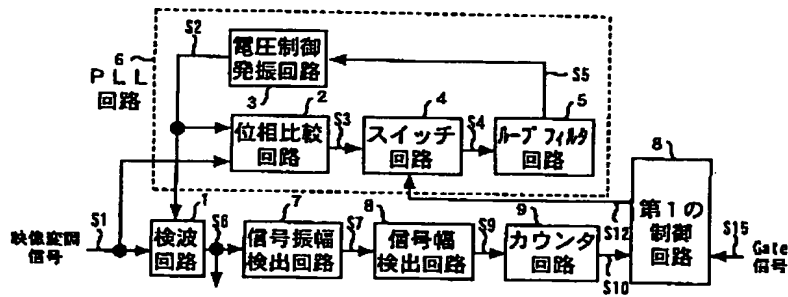 S2
電圧制御
発振回路
6
PLL
回路
3
2
4
S5
5
位相比較
回路
S3
スイッチ
回路
S4
ループ フィルタ
回路
8
S1
映像変調
信号
1
検波
回路
S6
7
信号振幅
検出回路
S7
8
信号幅
検出回路
S9
9
カウンタ
回路
S12
S10
第1の
制御
回路
S15
Gate
信号